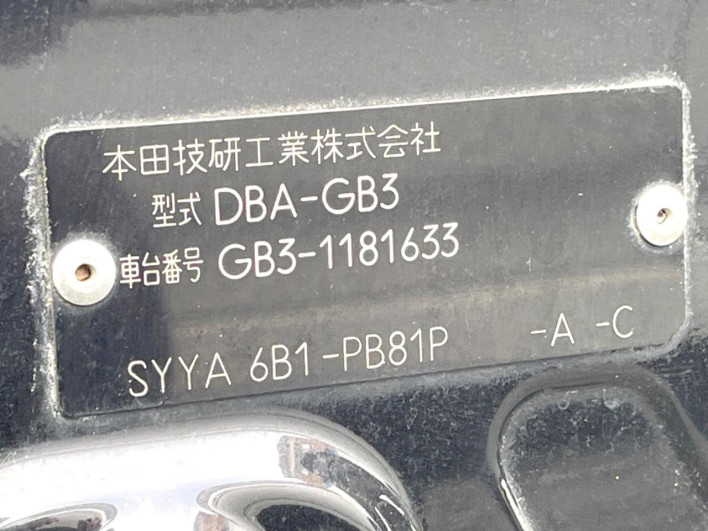 本田技研工業株式会社
型式 DBA-GB3
車台番号 GB3-1181633
SYYA 6B1-PB81P -A -C